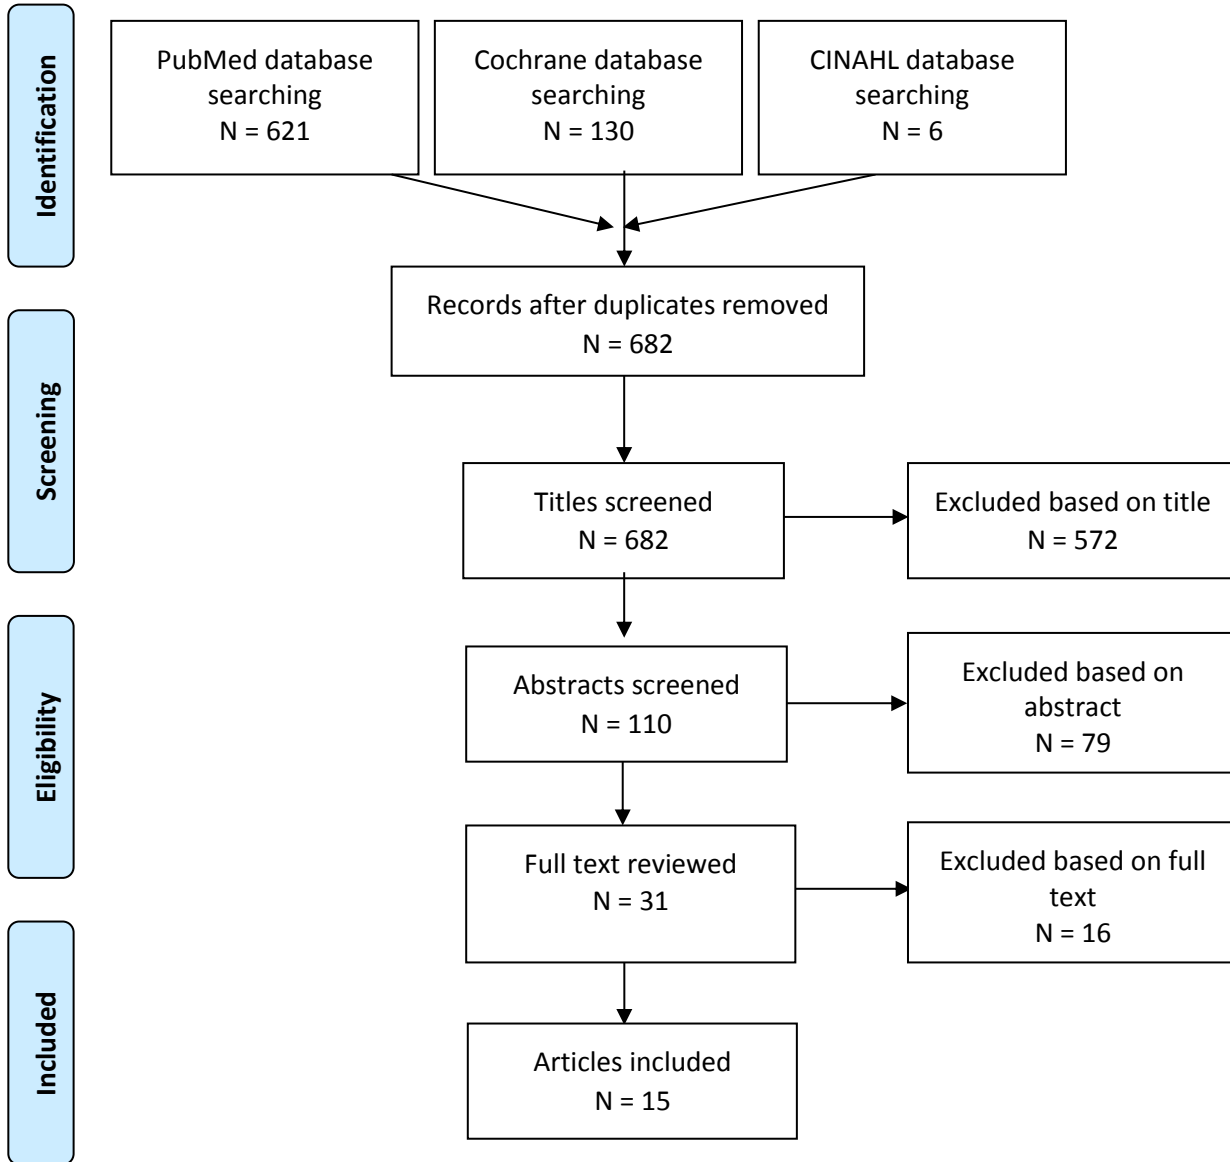 Identification
PubMed database
searching
N = 621
Cochrane database
searching
N = 130
CINAHL database
searching
N = 6
Records after duplicates removed
N = 682
Screening
Titles screened
N = 682
Excluded based on title
N = 572
Eligibility
Abstracts screened
N = 110
Excluded based on
abstract
N = 79
Full text reviewed
N = 31
Excluded based on full
text
N = 16
Included
Articles included
N = 15